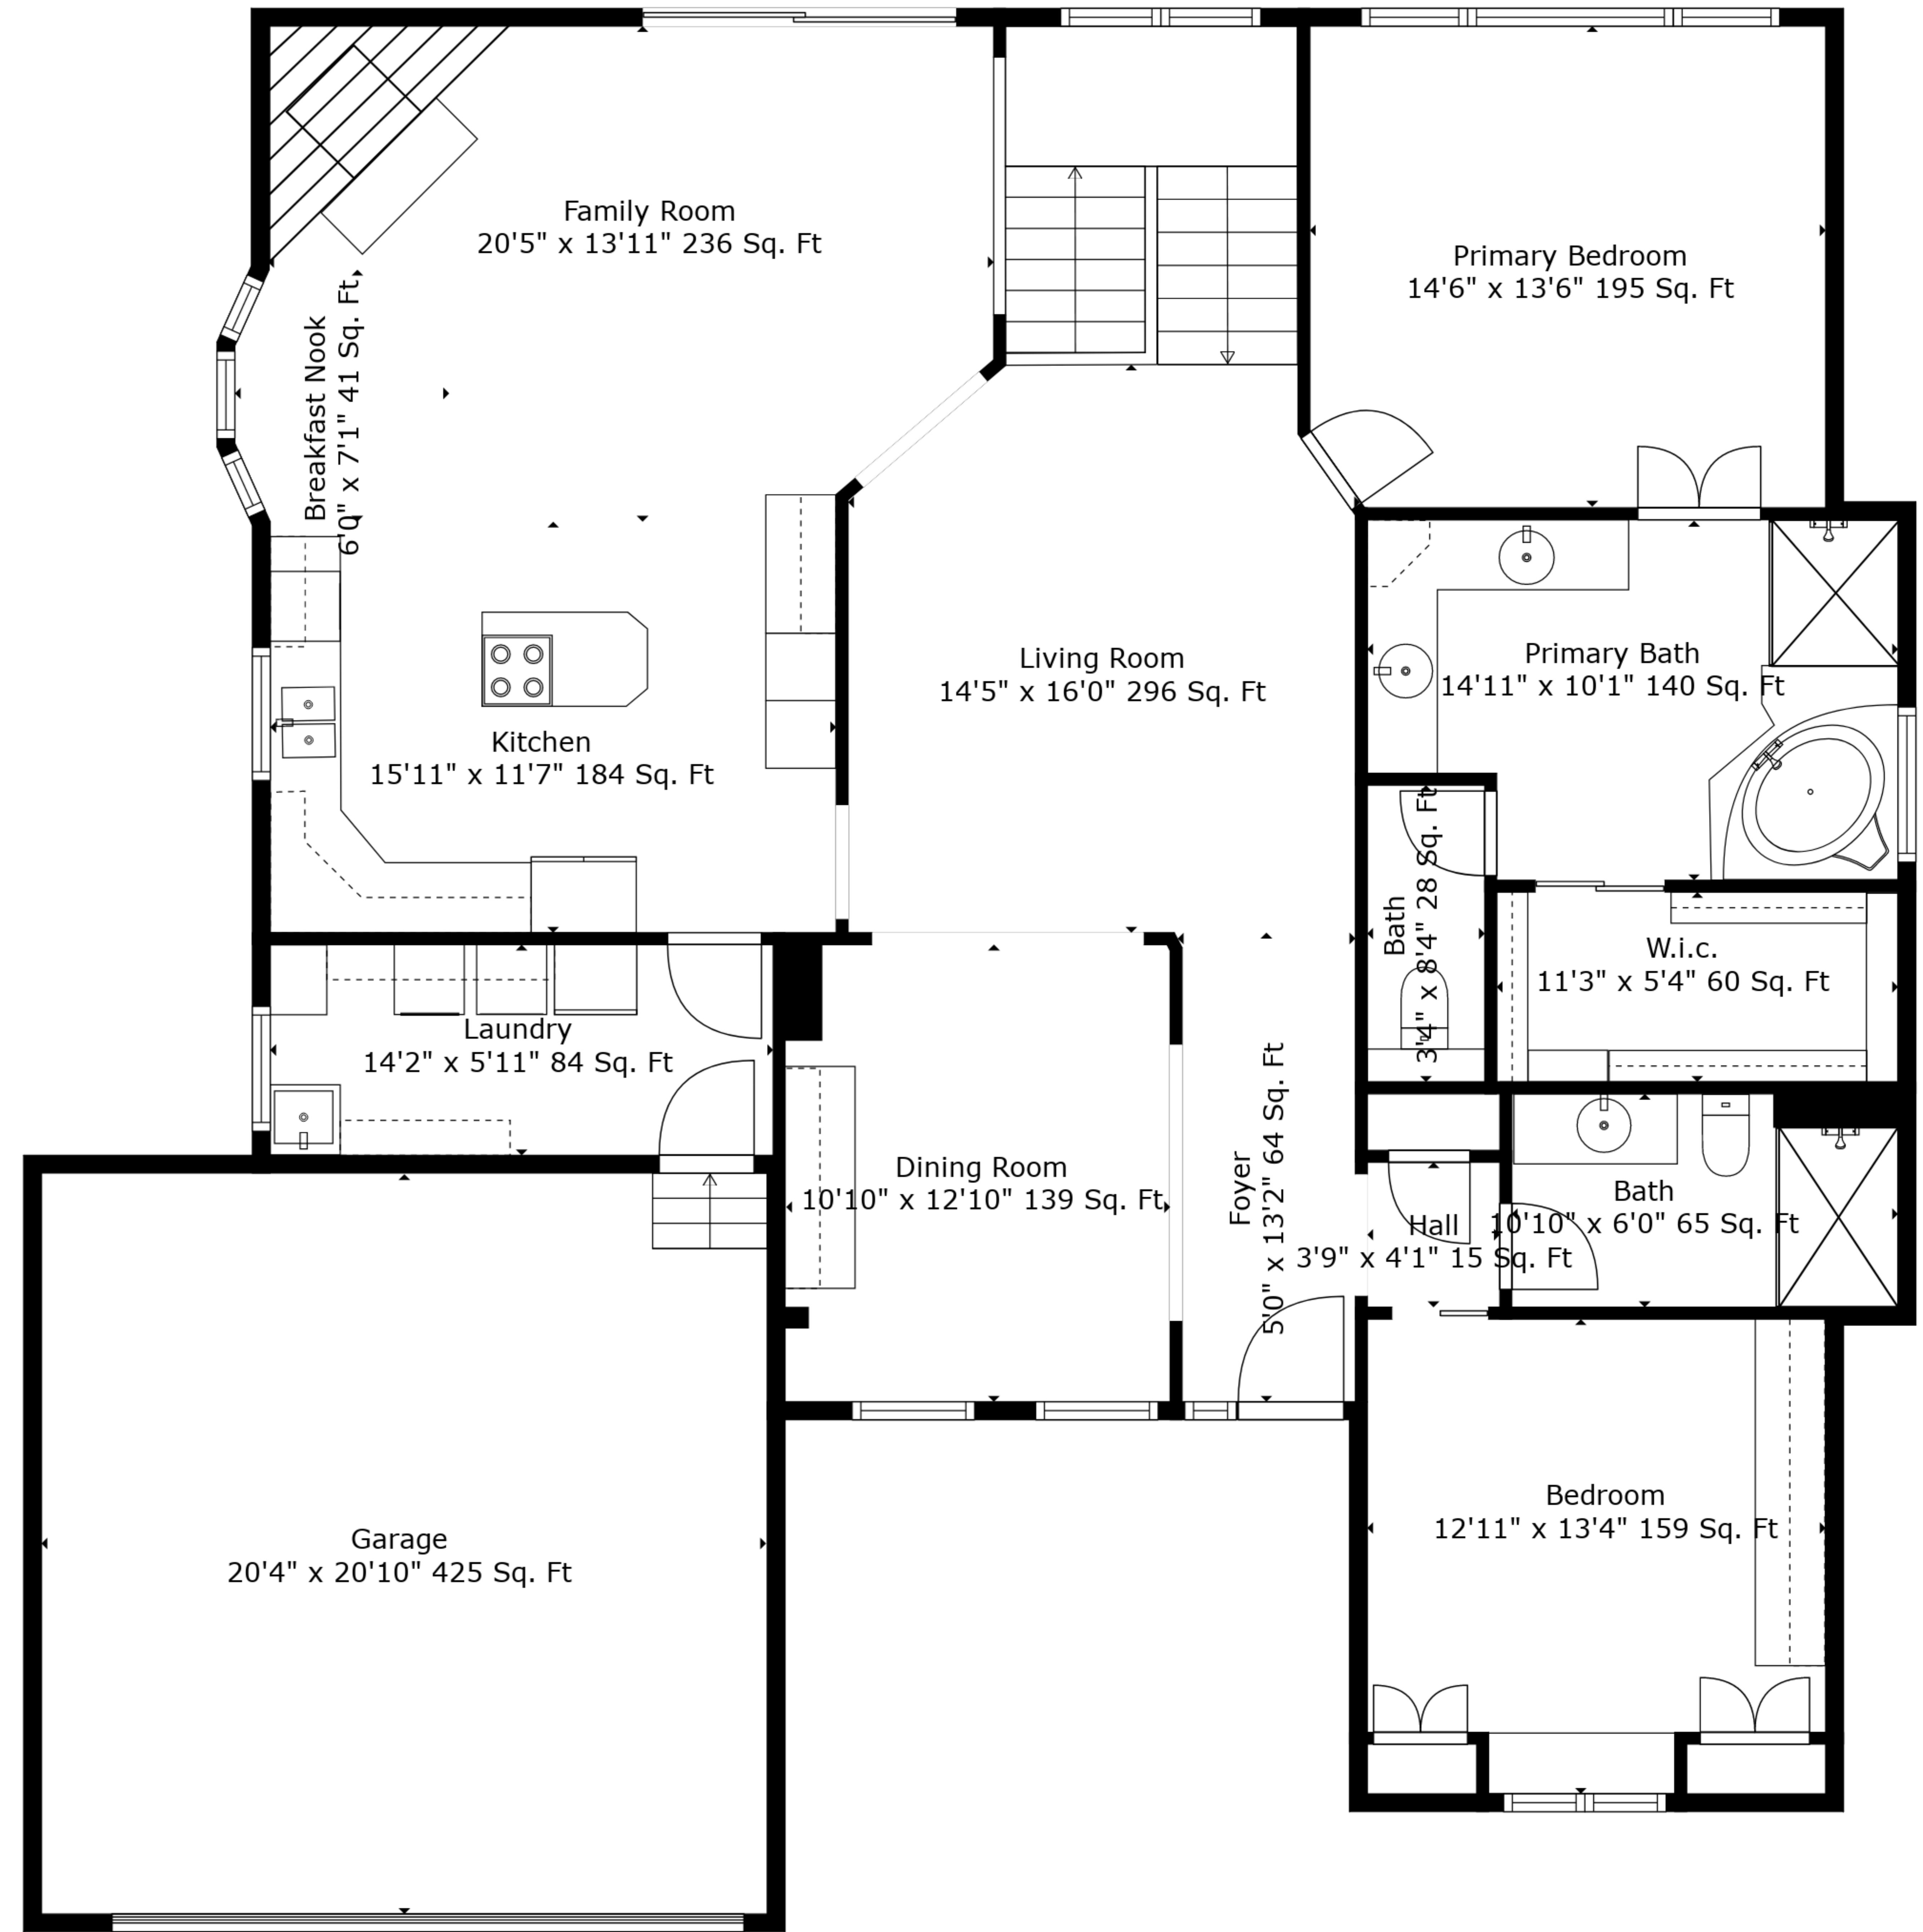 Family Room
20'5" x 13'11" 236 Sq. Ft
Primary Bedroom
14'6" x 13'6" 195 Sq. Ft
Breakfast Nook
6'0" x 7'1" 41 Sq. Ft
Living Room
14'5" x 16'0" 296 Sq. Ft
Primary Bath
14'11" x 10'1" 140 Sq. Ft
Kitchen
15'11" x 11'7" 184 Sq. Ft
Bath
3'4" x 8'4" 28 Sq. Ft
W.i.c.
11'3" x 5'4" 60 Sq. Ft
Laundry
14'2" x 5'11" 84 Sq. Ft
Dining Room
10'10" x 12'10" 139 Sq. Ft
Foyer
5'0" x 13'2" 64 Sq. Ft
Hall
3'9" x 4'1" 15 Sq. Ft
Bath
10'10" x 6'0" 65 Sq. Ft
Bedroom
12'11" x 13'4" 159 Sq. Ft
Garage
20'4" x 20'10" 425 Sq. Ft